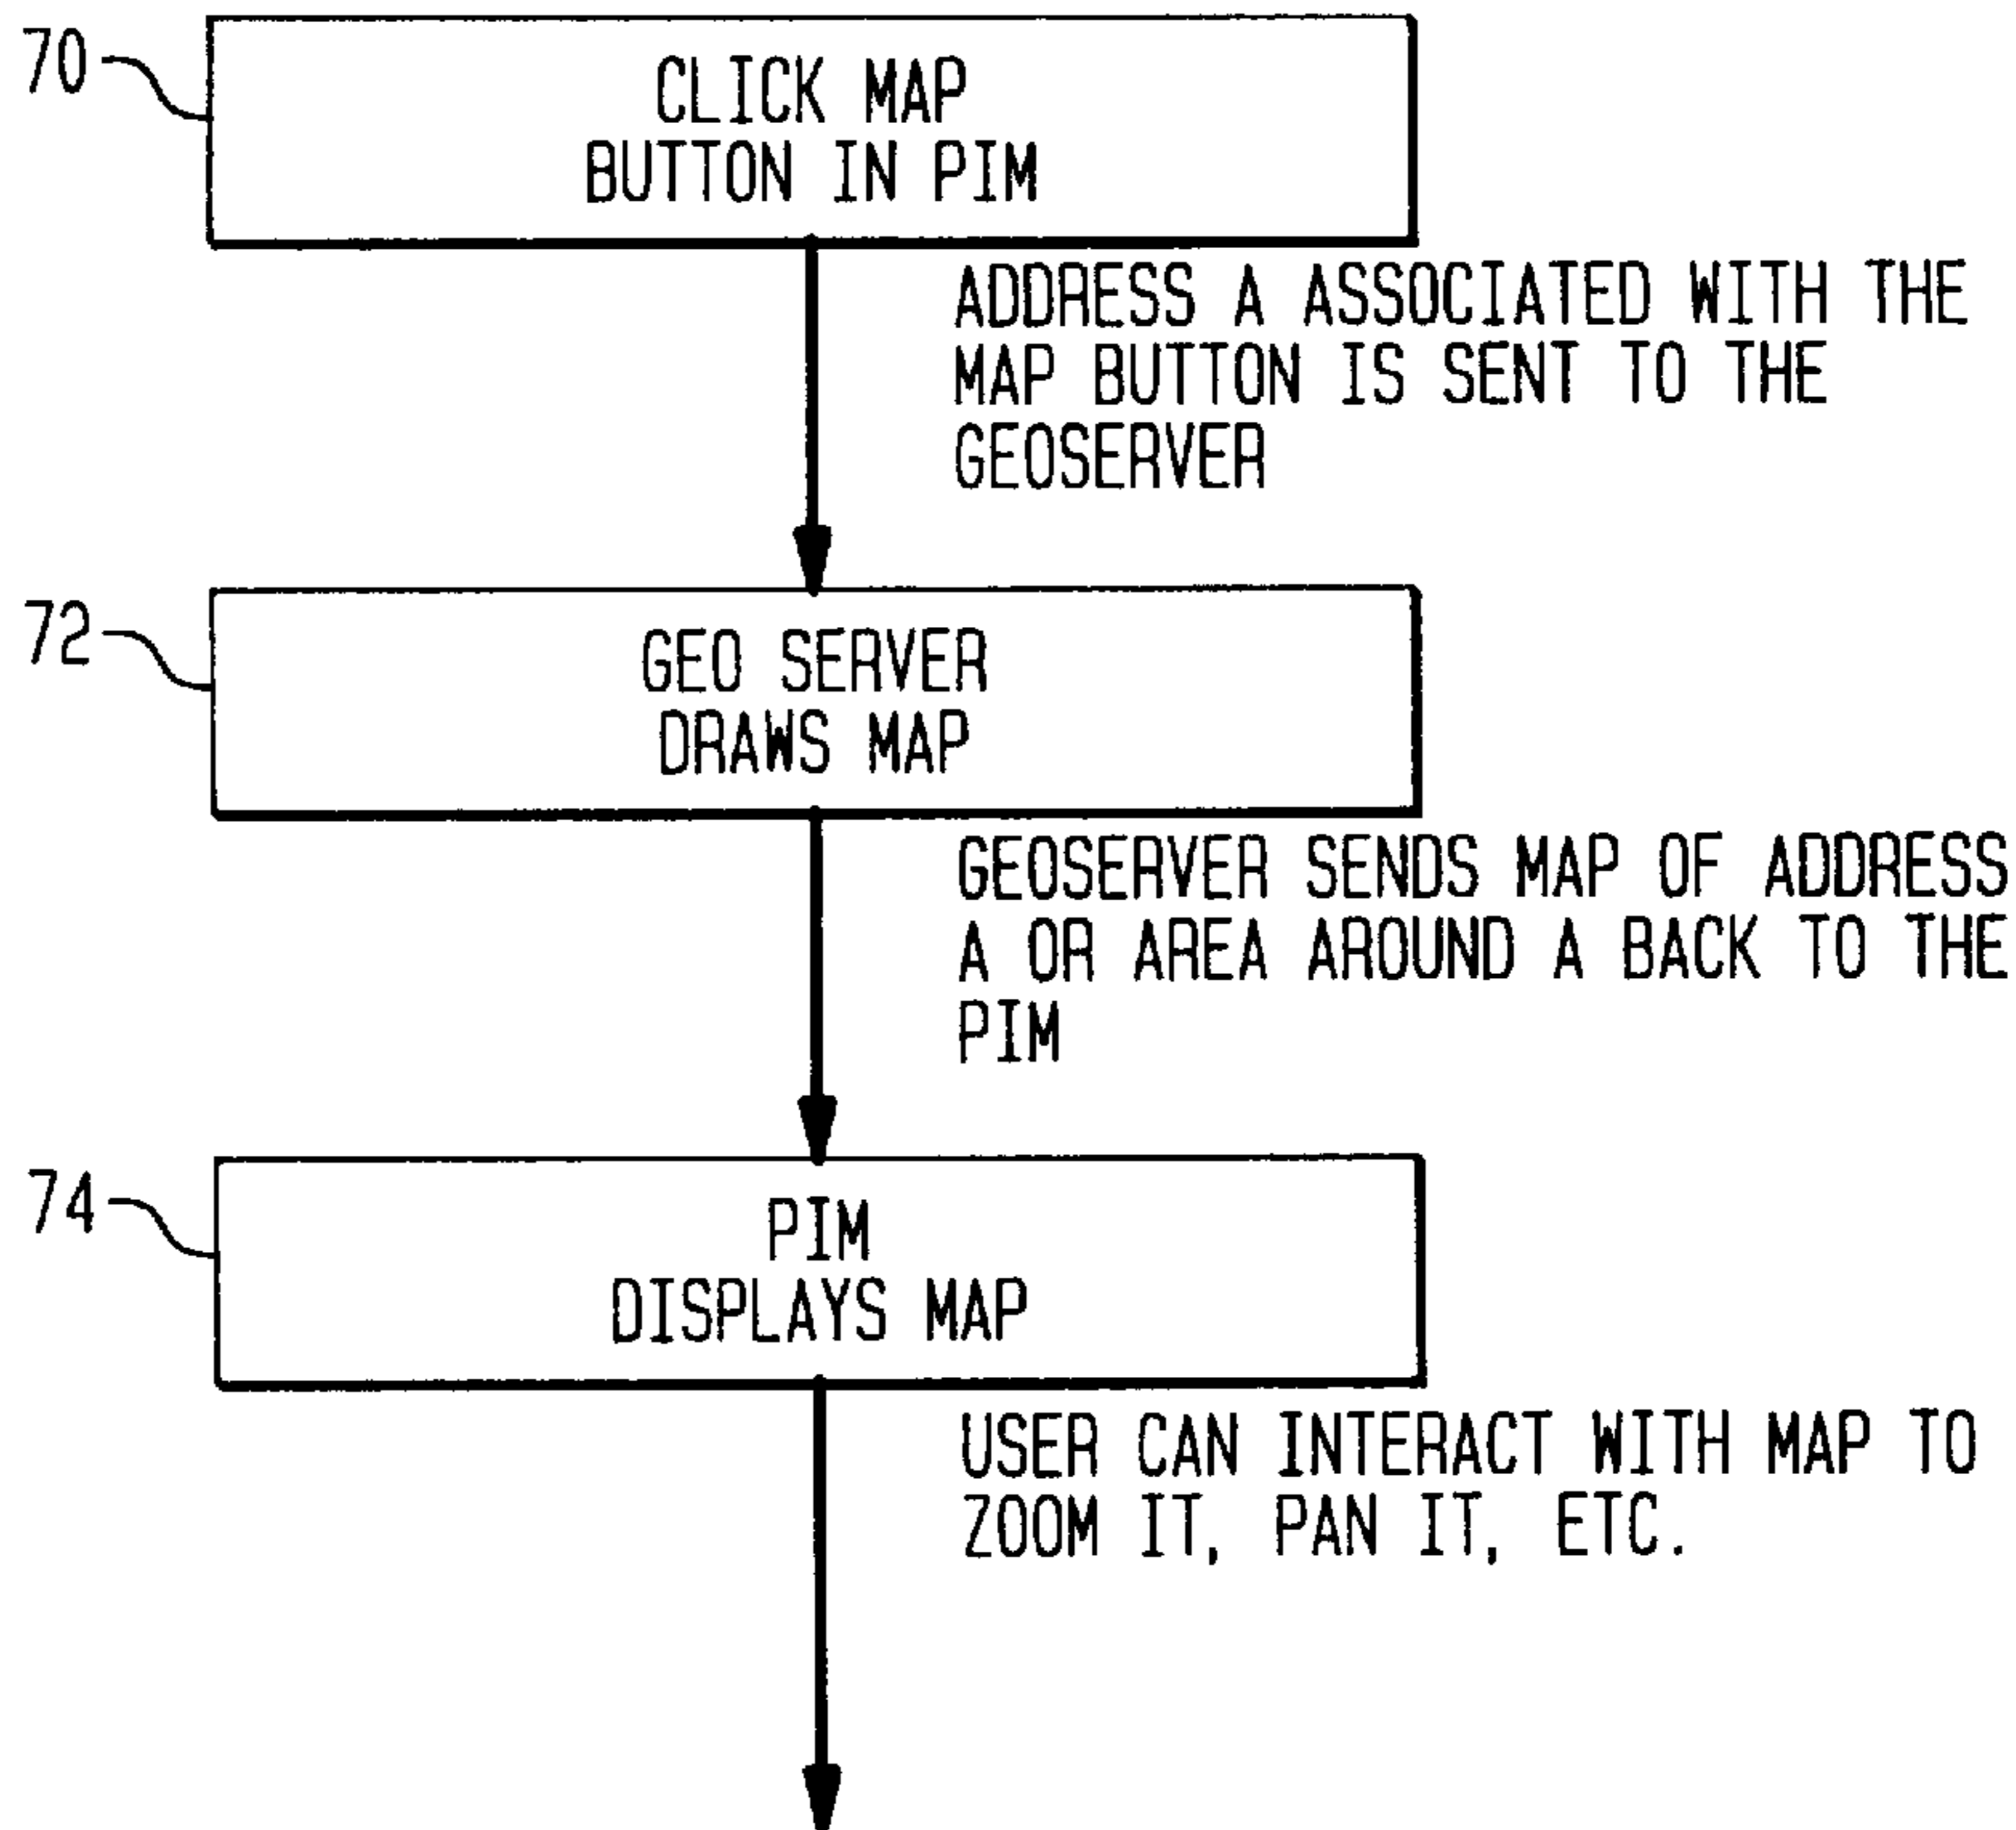 70
CLICK MAP
BUTTON IN PIM
ADDRESS A ASSOCIATED WITH THE
MAP BUTTON IS SENT TO THE
GEOSERVER
72
GEO SERVER
DRAWS MAP
GEOSERVER SENDS MAP OF ADDRESS
A OR AREA AROUND A BACK TO THE
PIM
74
PIM
DISPLAYS MAP
USER CAN INTERACT WITH MAP TO
ZOOM IT, PAN IT, ETC.